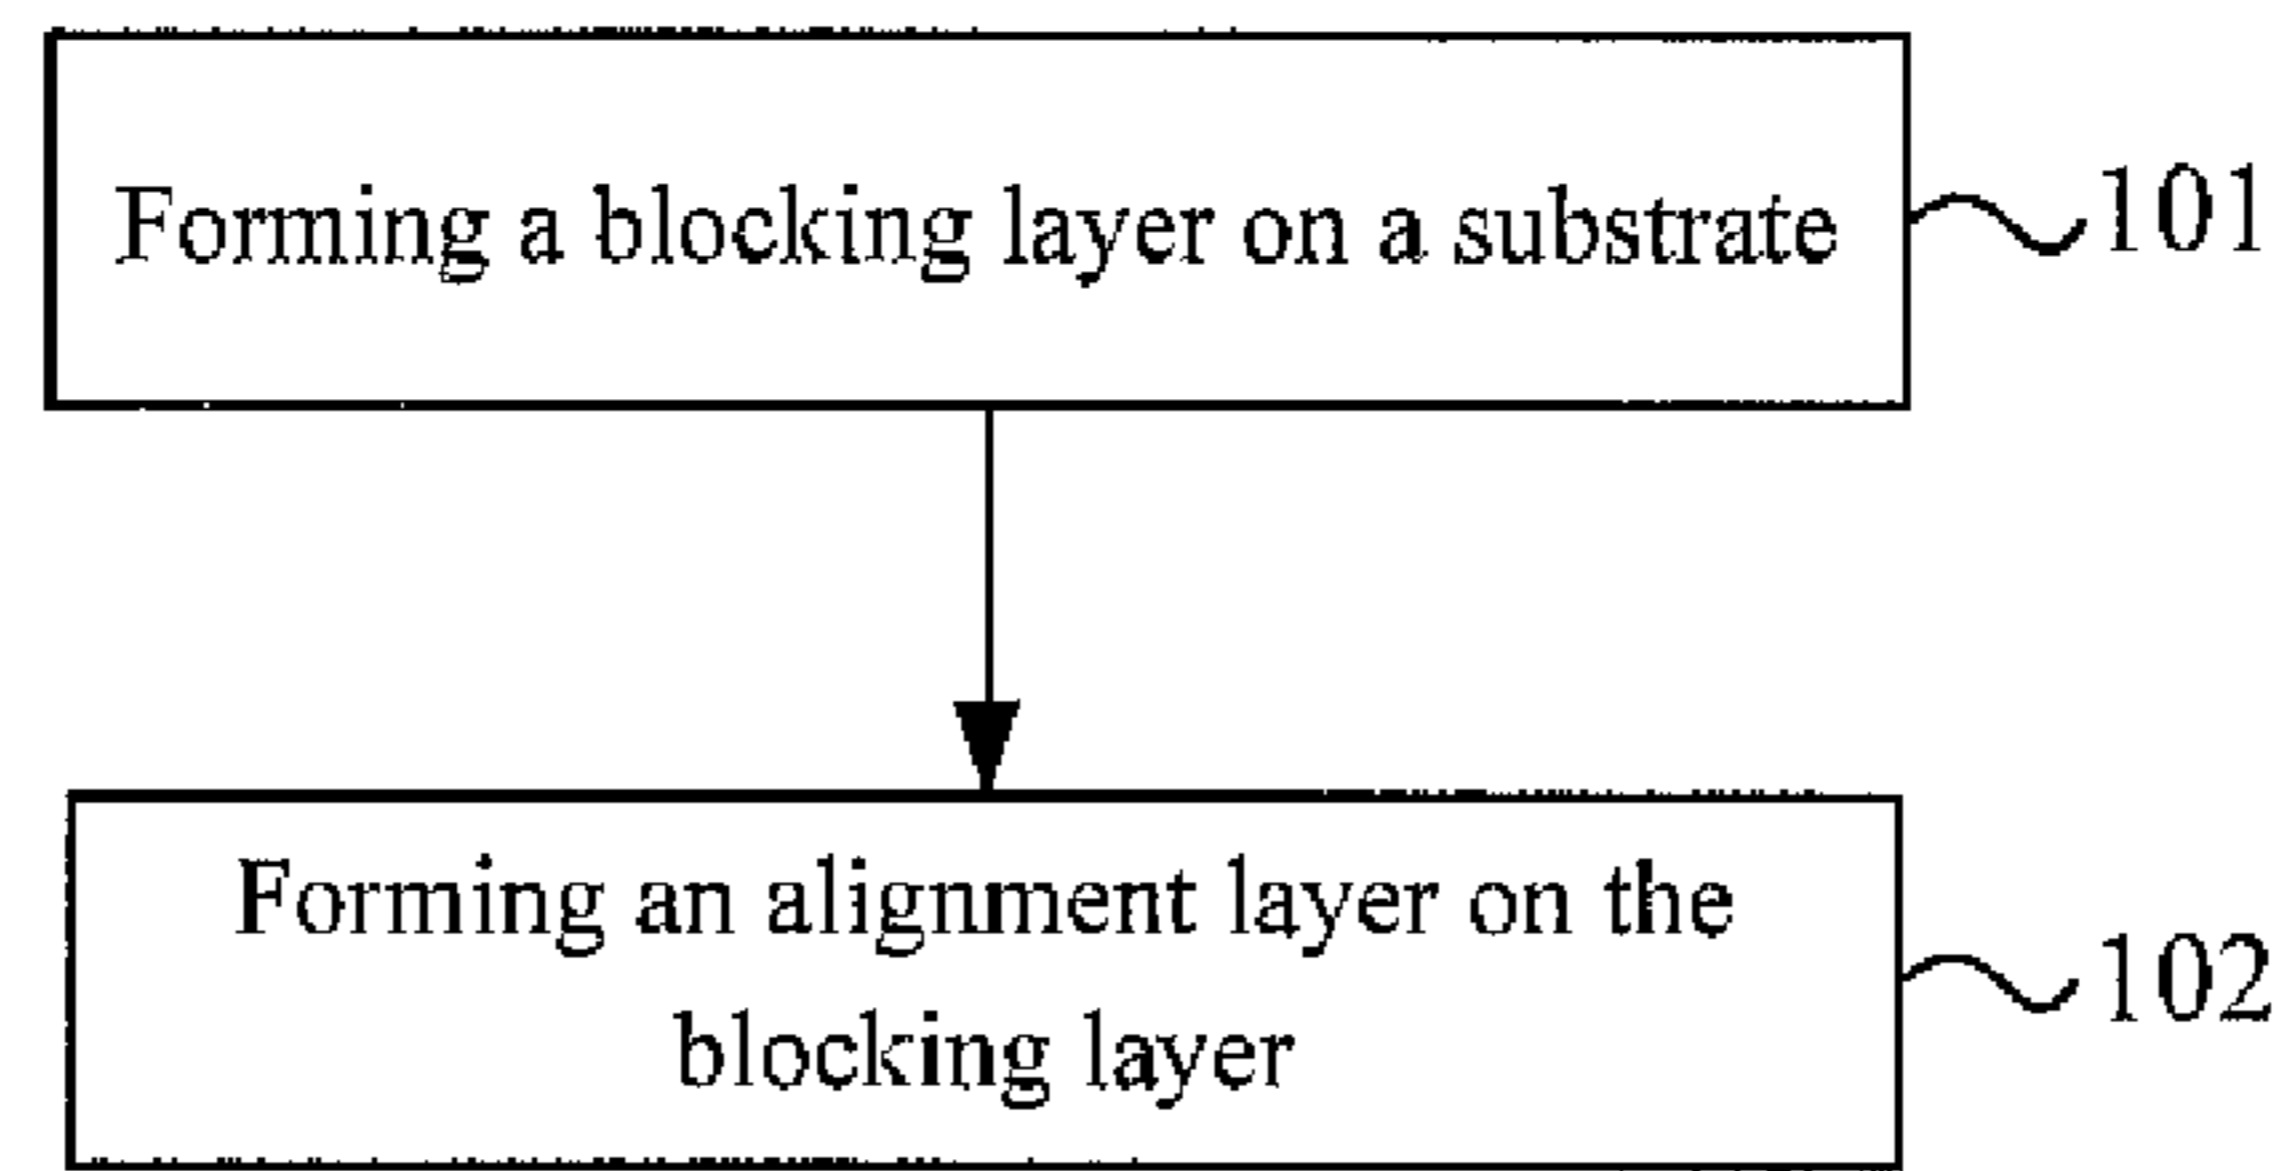 Forming a blocking layer on a substrate
101
Forming an alignment layer on the
blocking layer
102